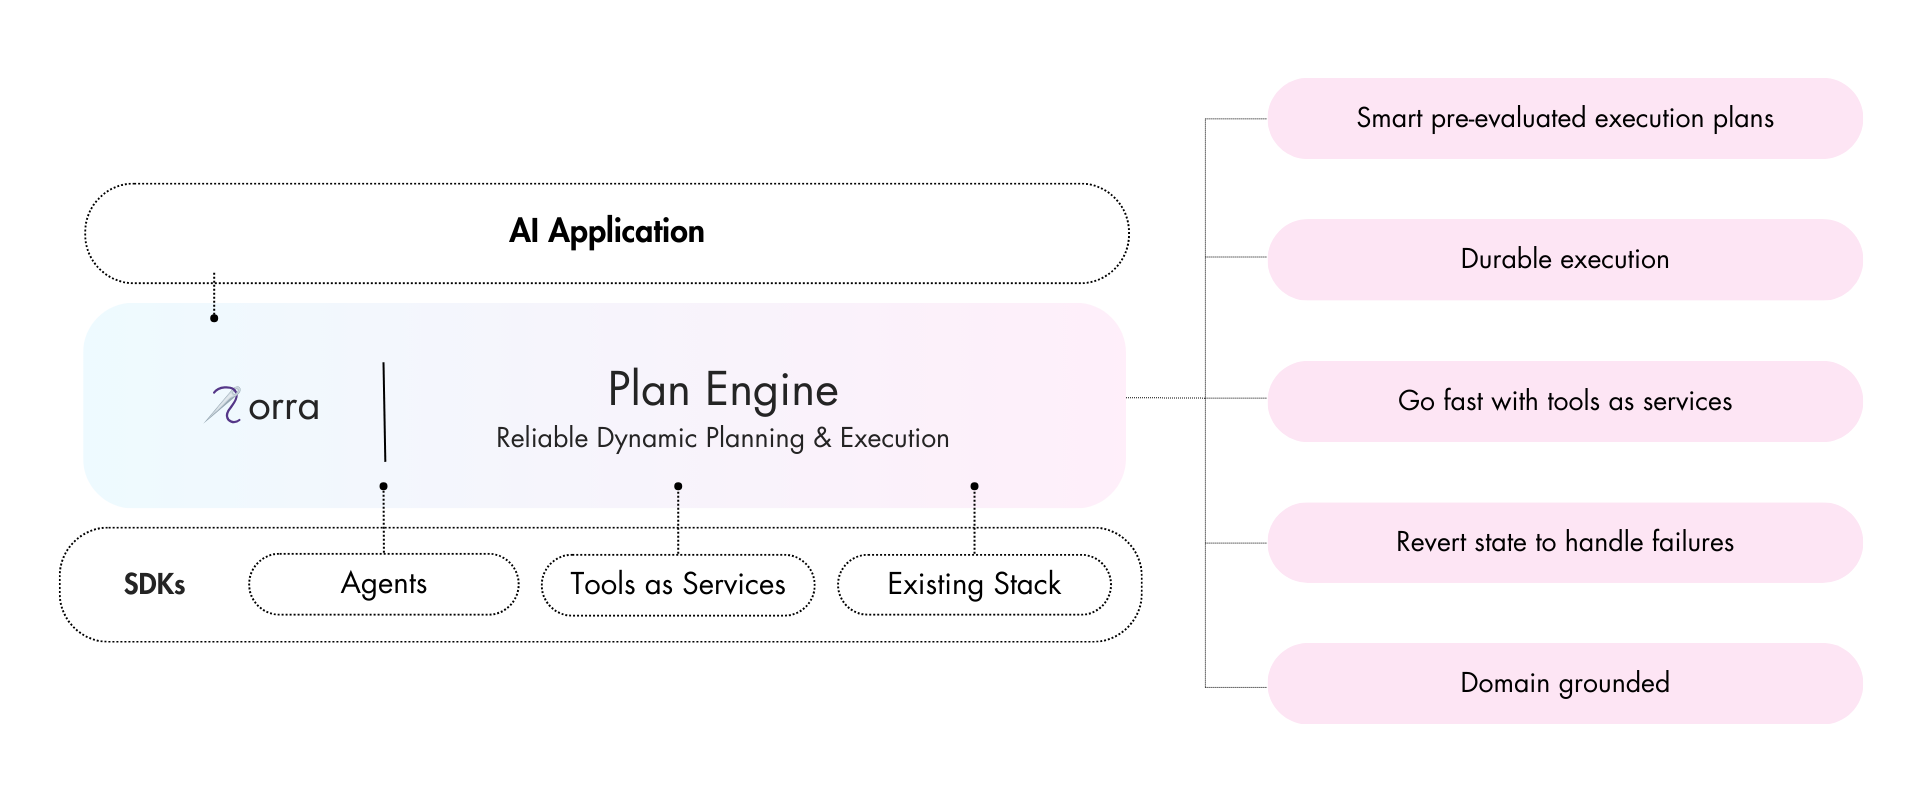 AI Application
orra
Plan Engine
Reliable Dynamic Planning & Execution
SDKs
Agents
Tools as Services
Existing Stack
Smart pre-evaluated execution plans
Durable execution
Go fast with tools as services
Revert state to handle failures
Domain grounded